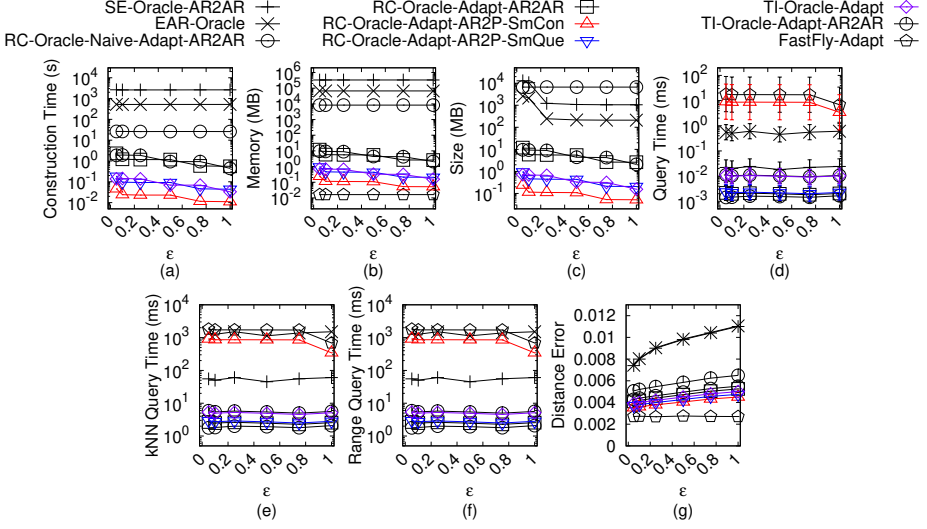 SE-Oracle-AR2AR
EAR-Oracle
RC-Oracle-Naive-Adapt-AR2AR
RC-Oracle-Adapt-AR2AR
RC-Oracle-Adapt-AR2P-SmCon
RC-Oracle-Adapt-AR2P-SmQue
TI-Oracle-Adapt
TI-Oracle-Adapt-AR2AR
FastFly-Adapt
Construction Time (s)
10^4
10^3
10^2
10^1
10^0
10^-1
10^-2
0 0.2 0.4 0.6 0.8 1
ε
(a)
Memory (MB)
10^6
10^5
10^4
10^3
10^2
10^1
10^0
10^-1
10^-2
0 0.2 0.4 0.6 0.8 1
ε
(b)
Size (MB)
10^4
10^3
10^2
10^1
10^0
10^-1
0 0.2 0.4 0.6 0.8 1
ε
(c)
Query Time (ms)
10^2
10^1
10^0
10^-1
10^-2
10^-3
0 0.2 0.4 0.6 0.8 1
ε
(d)
kNN Query Time (ms)
10^4
10^3
10^2
10^1
10^0
0 0.2 0.4 0.6 0.8 1
ε
(e)
Range Query Time (ms)
10^4
10^3
10^2
10^1
10^0
0 0.2 0.4 0.6 0.8 1
ε
(f)
Distance Error
0.012
0.01
0.008
0.006
0.004
0.002
0
0 0.2 0.4 0.6 0.8 1
ε
(g)